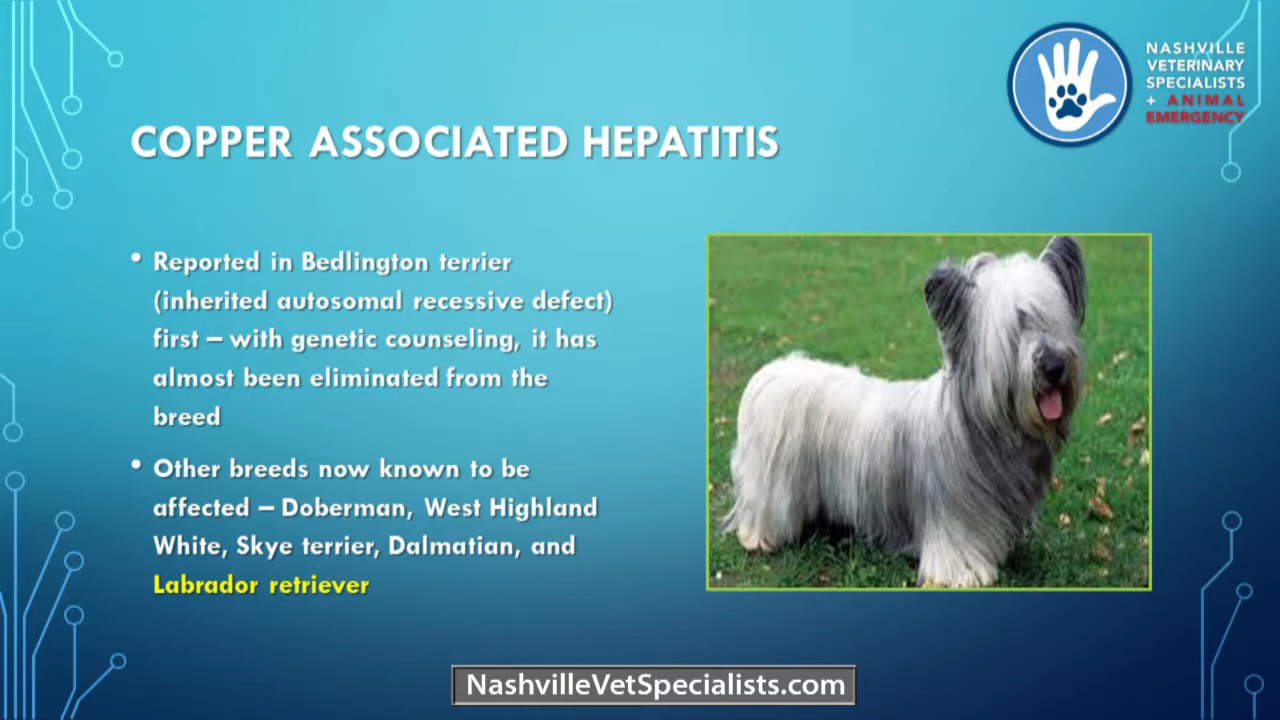 NASHVILLE
VETERINARY
SPECIALISTS
+ ANIMAL
EMERGENCY
COPPER ASSOCIATED HEPATITIS
• Reported in Bedlington terrier
(inherited autosomal recessive defect)
first – with genetic counseling, it has
almost been eliminated from the
breed
• Other breeds now known to be
affected – Doberman, West Highland
White, Skye terrier, Dalmatian, and
Labrador retriever
NashvilleVetSpecialists.com